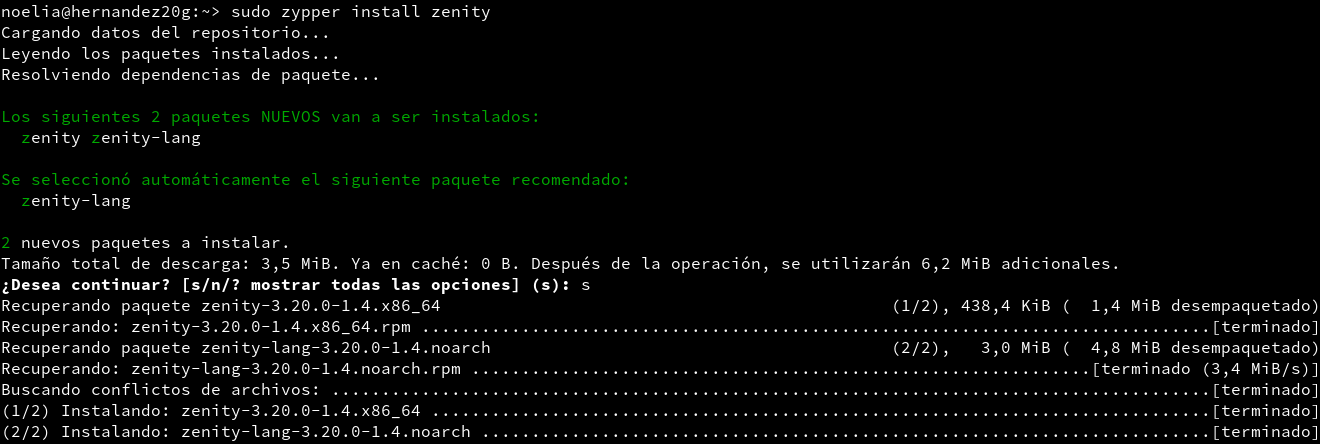 noelia@hernandez20g:~> sudo zypper install zenity
Cargando datos del repositorio...
Leyendo los paquetes instalados...
Resolviendo dependencias de paquete...
Los siguientes 2 paquetes NUEVOS van a ser instalados:
  zenity zenity-lang
Se seleccionó automáticamente el siguiente paquete recomendado:
  zenity-lang
2 nuevos paquetes a instalar.
Tamaño total de descarga: 3,5 MiB. Ya en caché: 0 B. Después de la operación, se utilizarán 6,2 MiB adicionales.
¿Desea continuar? [s/n/? mostrar todas las opciones] (s): s
Recuperando paquete zenity-3.20.0-1.4.x86_64 (1/2), 438,4 KiB (  1,4 MiB desempaquetado)
Recuperando: zenity-3.20.0-1.4.x86_64.rpm ...............................................................................[terminado]
Recuperando paquete zenity-lang-3.20.0-1.4.noarch (2/2),   3,0 MiB (  4,8 MiB desempaquetado)
Recuperando: zenity-lang-3.20.0-1.4.noarch.rpm ..............................................................[terminado (3,4 MiB/s)]
Buscando conflictos de archivos: ........................................................................................[terminado]
(1/2) Instalando: zenity-3.20.0-1.4.x86_64 ..............................................................................[terminado]
(2/2) Instalando: zenity-lang-3.20.0-1.4.noarch .........................................................................[terminado]